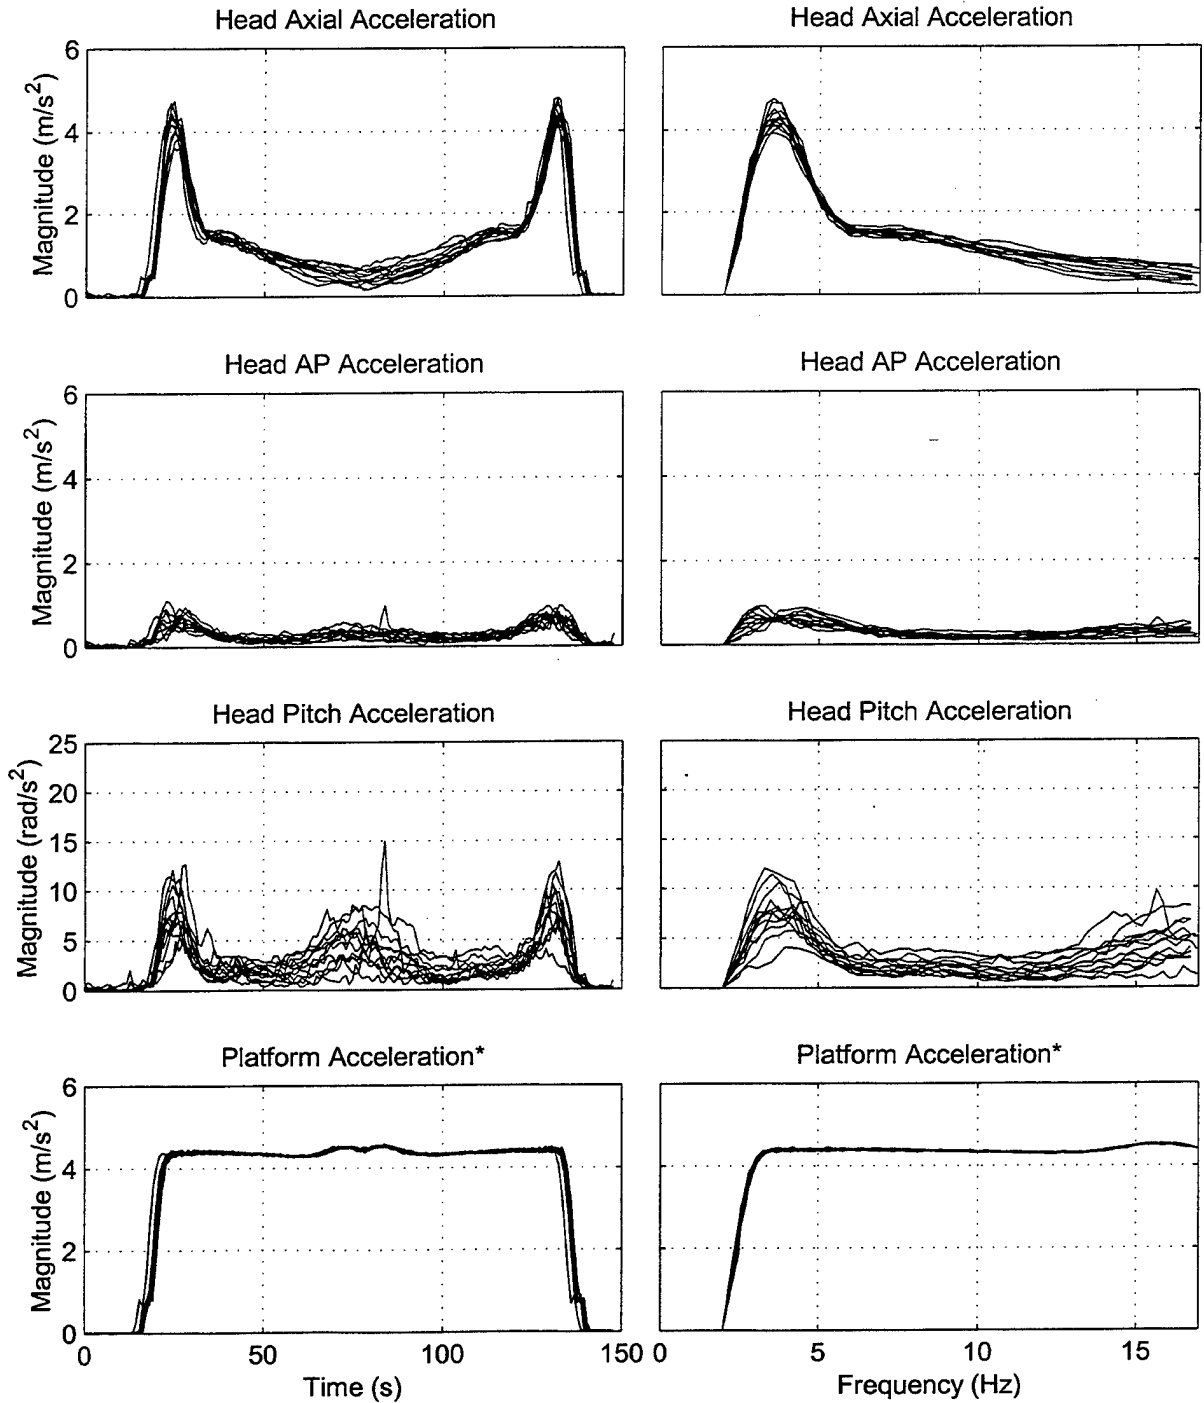 Head Axial Acceleration
Head Axial Acceleration
Magnitude (m/s2)
6
4
2
0
Head AP Acceleration
Head AP Acceleration
Magnitude (m/s2)
6
4
2
0
Head Pitch Acceleration
Head Pitch Acceleration
Magnitude (rad/s2)
25
20
15
10
5
0
Platform Acceleration*
Platform Acceleration*
Magnitude (m/s2)
6
4
2
0
0 50 100 150
0 5 10 15
Time (s)
Frequency (Hz)